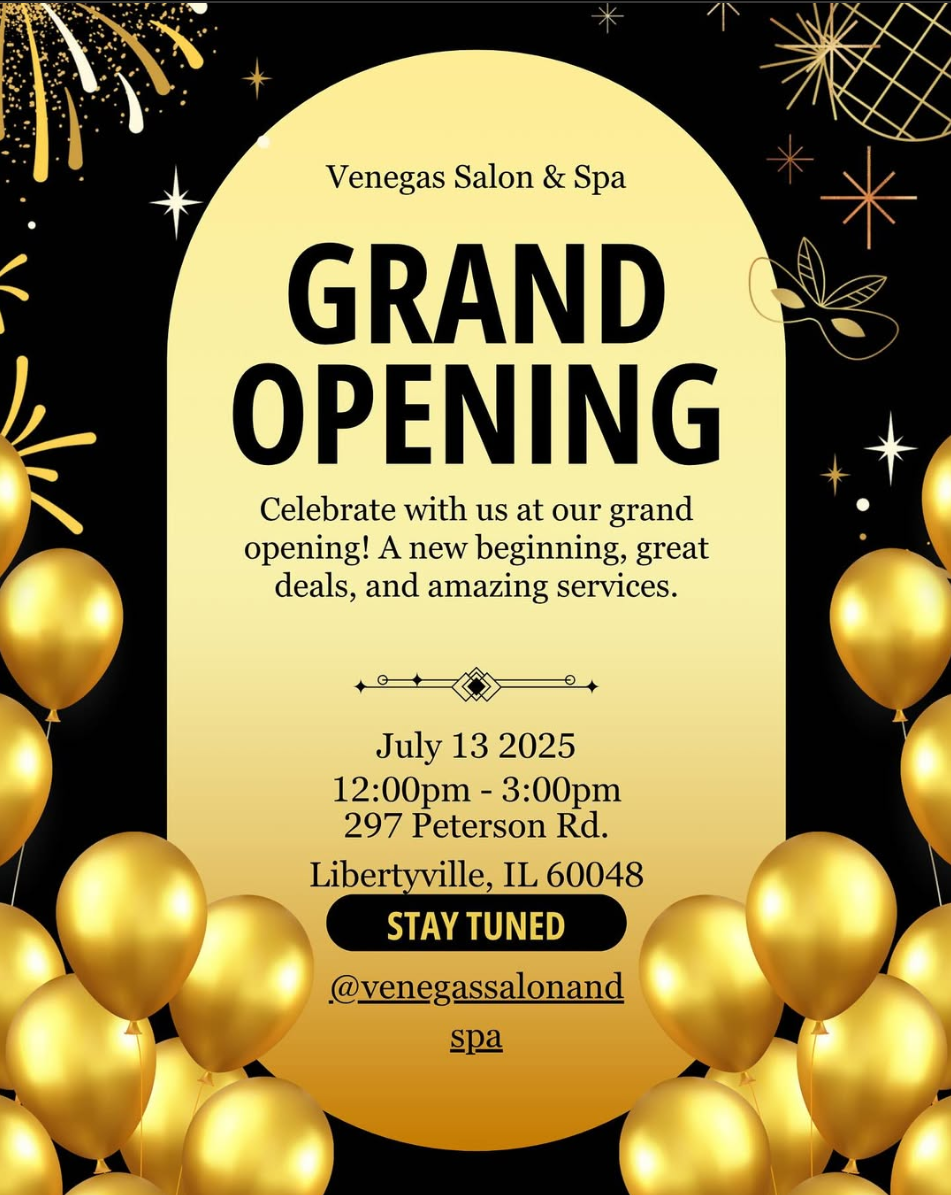 Venegas Salon & Spa
GRAND
OPENING
Celebrate with us at our grand
opening! A new beginning, great
deals, and amazing services.
July 13 2025
12:00pm - 3:00pm
297 Peterson Rd.
Libertyville, IL 60048
STAY TUNED
@venegassalonand
spa